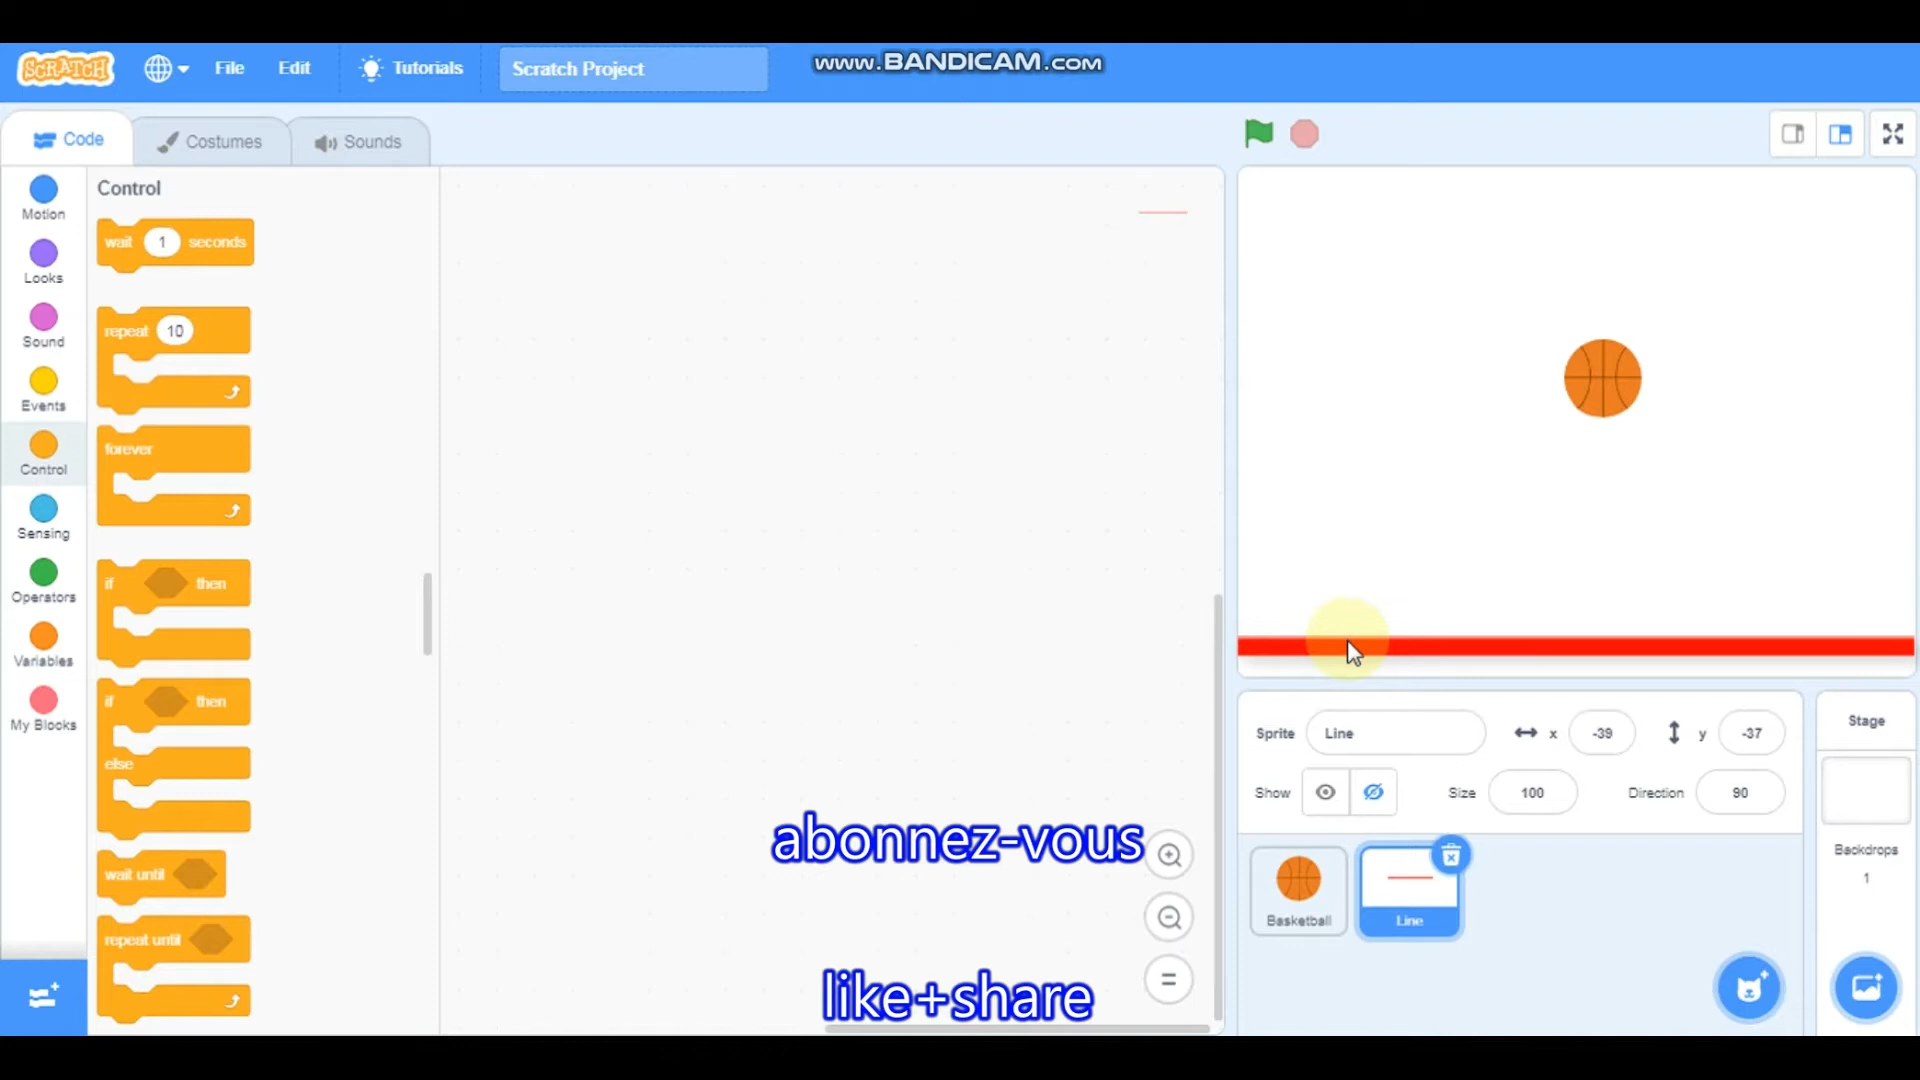 SCRATCH File Edit Tutorials Scratch Project www.BANDICAM.com
Code Costumes Sounds
Motion
Looks
Sound
Events
Control
Sensing
Operators
Variables
My Blocks
Control
wait 1 seconds
repeat 10
forever
if then
if then
else
wait until
repeat until
abonnez-vous
like+share
Sprite Line x -39 y -37
Show Size 100 Direction 90
Basketball
Line
Stage
Backdrops
1